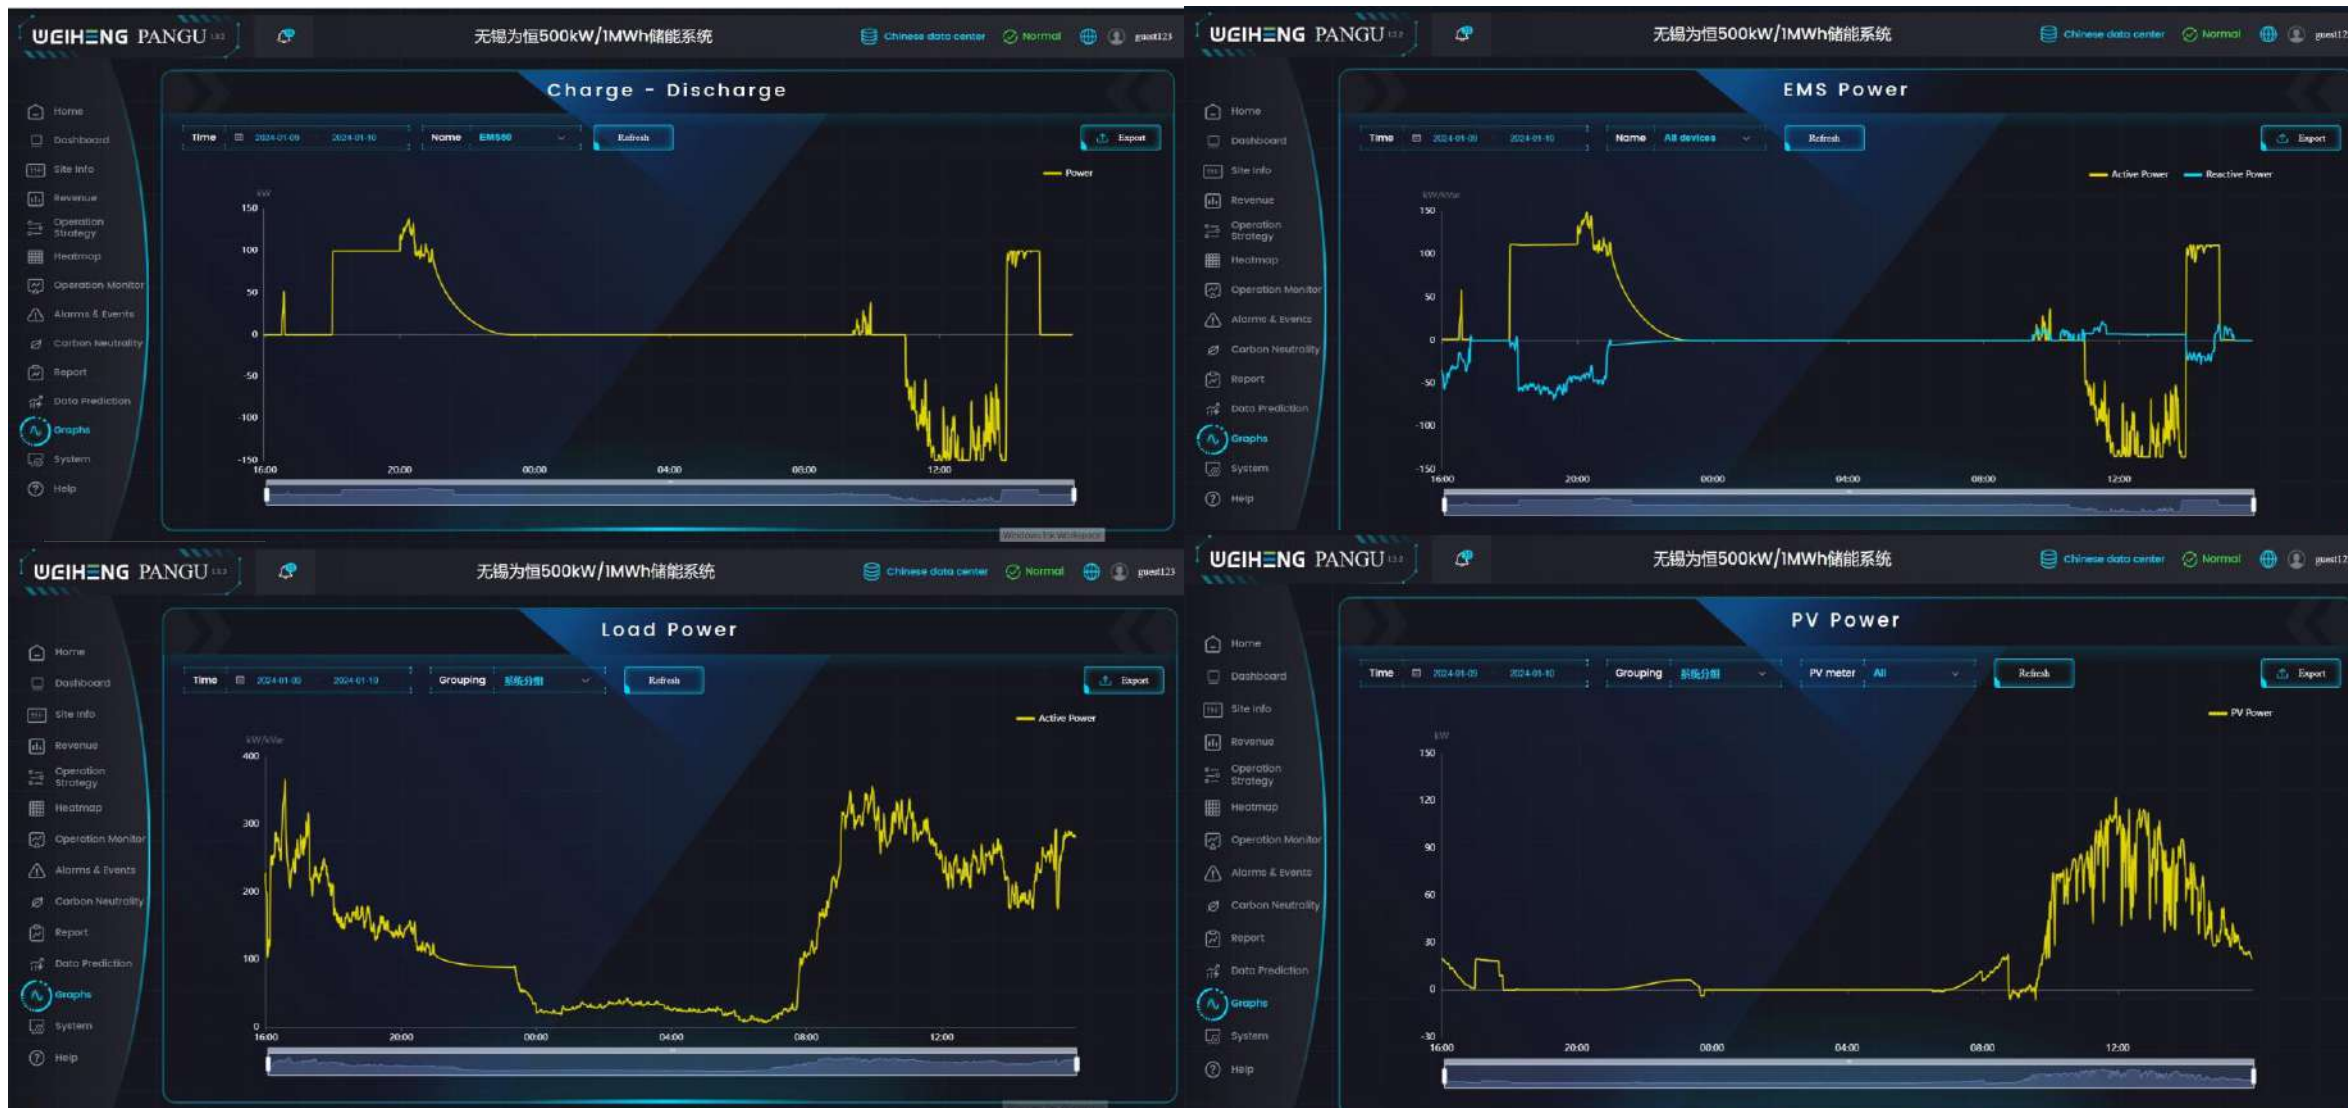 WEIHENG PANGU
无锡为恒500kW/1MWh储能系统
Chinese data center
Normal
guest123
Charge - Discharge
Home
Dashboard
Site Info
Revenue
Operation
Strategy
Heatmap
Operation Monitor
Alarms & Events
Carbon Neutrality
Report
Data Prediction
Graphs
System
Help
Time 2024-01-09 2024-01-10
Name
Refresh
Export
Power
kW
150
100
50
0
-50
-100
-150
16:00 20:00 00:00 04:00 08:00 12:00
Windows Ink Workspace
WEIHENG PANGU
无锡为恒500kW/1MWh储能系统
Chinese data center
Normal
guest12
EMS Power
Home
Dashboard
Site Info
Revenue
Operation
Strategy
Heatmap
Operation Monitor
Alarms & Events
Carbon Neutrality
Report
Data Prediction
Graphs
System
Help
Time 2024-01-09 2024-01-10
Name All devices
Refresh
Export
Active Power Reactive Power
kW/kVar
150
100
50
0
-50
-100
-150
16:00 20:00 00:00 04:00 08:00 12:00
WEIHENG PANGU
无锡为恒500kW/1MWh储能系统
Chinese data center
Normal
guest123
Load Power
Home
Dashboard
Site Info
Revenue
Operation
Strategy
Heatmap
Operation Monitor
Alarms & Events
Carbon Neutrality
Report
Data Prediction
Graphs
System
Help
Time 2024-01-09 2024-01-10
Grouping 系统分组
Refresh
Export
Active Power
kW/kVar
400
300
200
100
0
16:00 20:00 00:00 04:00 08:00 12:00
WEIHENG PANGU
无锡为恒500kW/1MWh储能系统
Chinese data center
Normal
guest12
PV Power
Home
Dashboard
Site Info
Revenue
Operation
Strategy
Heatmap
Operation Monitor
Alarms & Events
Carbon Neutrality
Report
Data Prediction
Graphs
System
Help
Time 2024-01-09 2024-01-10
Grouping 系统分组
PV meter All
Refresh
Export
PV Power
kW
150
120
90
60
30
0
-30
16:00 20:00 00:00 04:00 08:00 12:00